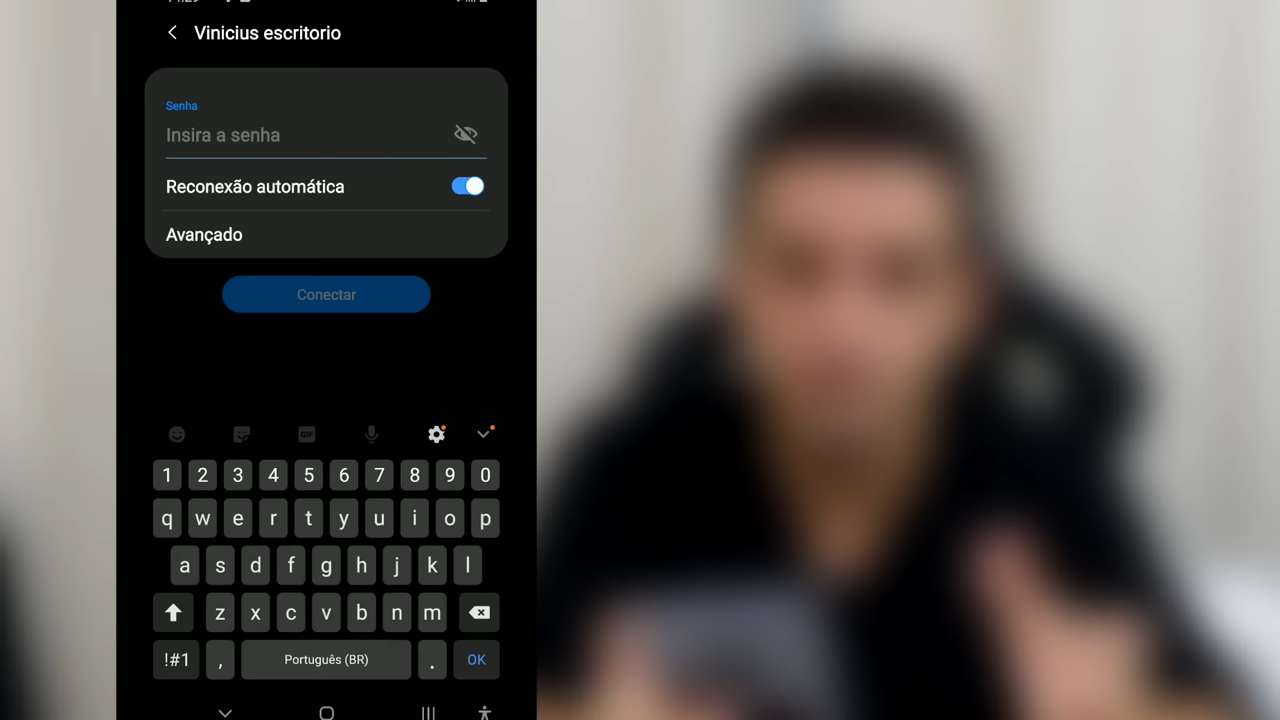 Vinicius escritorio
Senha
Insira a senha
Reconexão automática
Avançado
Conectar
GIF
1 2 3 4 5 6 7 8 9 0
q w e r t y u i o p
a s d f g h j k l
z x c v b n m
!#1 , Português (BR) . OK